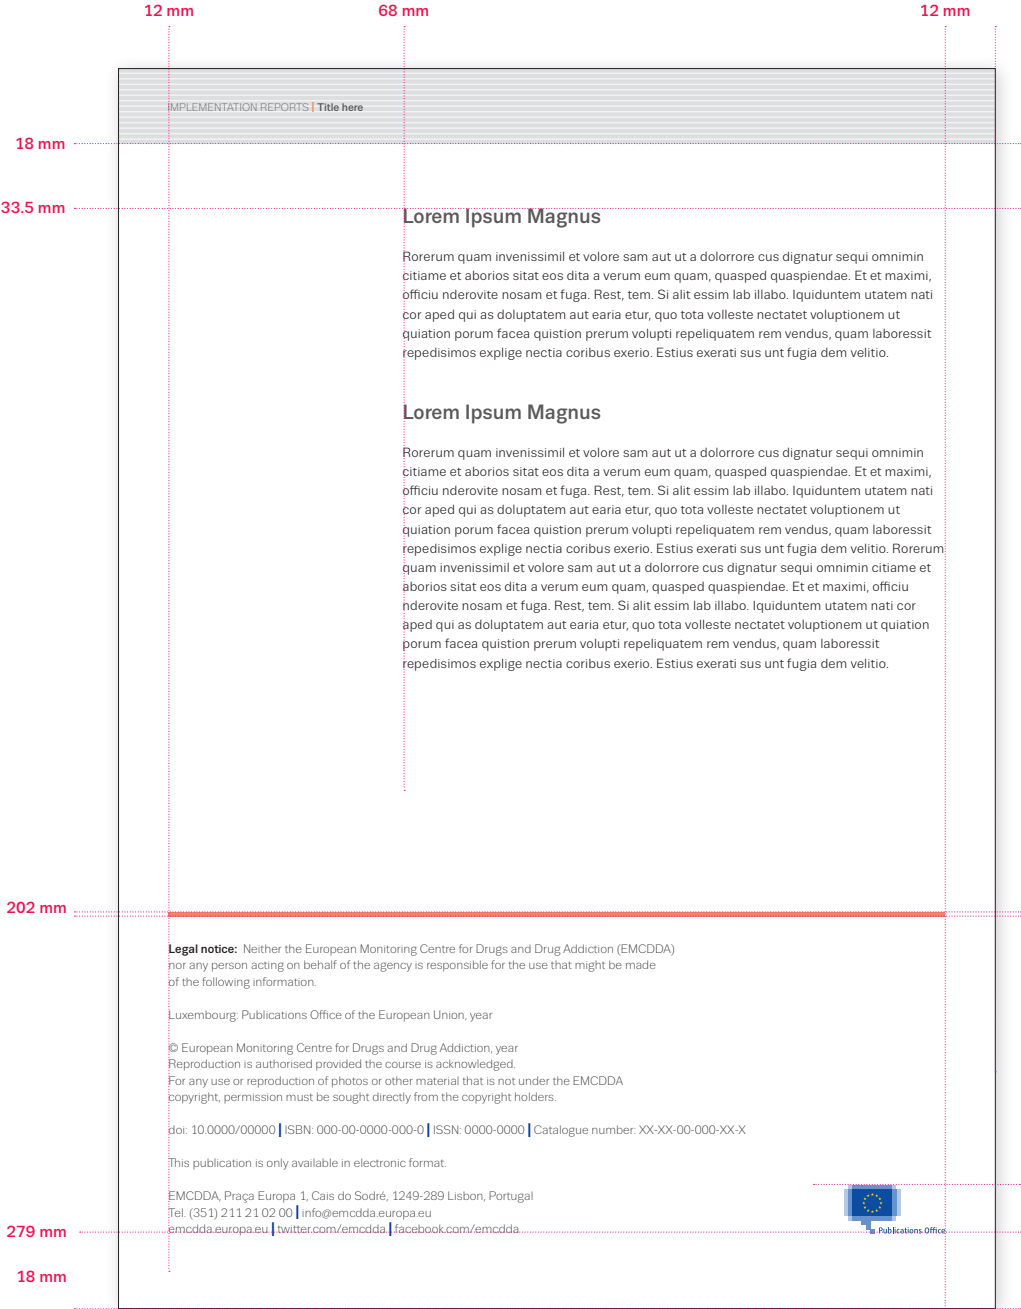 12 mm 68 mm 12 mm
IMPLEMENTATION REPORTS | Title here
18 mm
33.5 mm
Lorem Ipsum Magnus
Rorerum quam invenissimil et volore sam aut ut a dolorrore cus dignatur sequi omnimin
citiame et aborios sitat eos dita a verum eum quam, quasped quaspiendae. Et et maximi,
officiu nderovite nosam et fuga. Rest, tem. Si alit essim lab illabo. Iquiduntem utatem nati
cor aped qui as doluptatem aut earia etur, quo tota volleste nectatet voluptionem ut
quiation porum facea quistion prerum volupti repeliquatem rem vendus, quam laboressit
repedisimos explige nectia coribus exerio. Estius exerati sus unt fugia dem velitio.
Lorem Ipsum Magnus
Rorerum quam invenissimil et volore sam aut ut a dolorrore cus dignatur sequi omnimin
citiame et aborios sitat eos dita a verum eum quam, quasped quaspiendae. Et et maximi,
officiu nderovite nosam et fuga. Rest, tem. Si alit essim lab illabo. Iquiduntem utatem nati
cor aped qui as doluptatem aut earia etur, quo tota volleste nectatet voluptionem ut
quiation porum facea quistion prerum volupti repeliquatem rem vendus, quam laboressit
repedisimos explige nectia coribus exerio. Estius exerati sus unt fugia dem velitio. Rorerum
quam invenissimil et volore sam aut ut a dolorrore cus dignatur sequi omnimin citiame et
aborios sitat eos dita a verum eum quam, quasped quaspiendae. Et et maximi, officiu
nderovite nosam et fuga. Rest, tem. Si alit essim lab illabo. Iquiduntem utatem nati cor
aped qui as doluptatem aut earia etur, quo tota volleste nectatet voluptionem ut quiation
porum facea quistion prerum volupti repeliquatem rem vendus, quam laboressit
repedisimos explige nectia coribus exerio. Estius exerati sus unt fugia dem velitio.
202 mm
Legal notice: Neither the European Monitoring Centre for Drugs and Drug Addiction (EMCDDA)
nor any person acting on behalf of the agency is responsible for the use that might be made
of the following information.
Luxembourg: Publications Office of the European Union, year
© European Monitoring Centre for Drugs and Drug Addiction, year
Reproduction is authorised provided the course is acknowledged.
For any use or reproduction of photos or other material that is not under the EMCDDA
copyright, permission must be sought directly from the copyright holders.
doi: 10.0000/00000 | ISBN: 000-00-0000-000-0 | ISSN: 0000-0000 | Catalogue number: XX-XX-00-000-XX-X
This publication is only available in electronic format.
EMCDDA, Praça Europa 1, Cais do Sodré, 1249-289 Lisbon, Portugal
Tel. (351) 211 21 02 00 | info@emcdda.europa.eu
emcdda.europa.eu | twitter.com/emcdda | facebook.com/emcdda
Publications Office
279 mm
18 mm